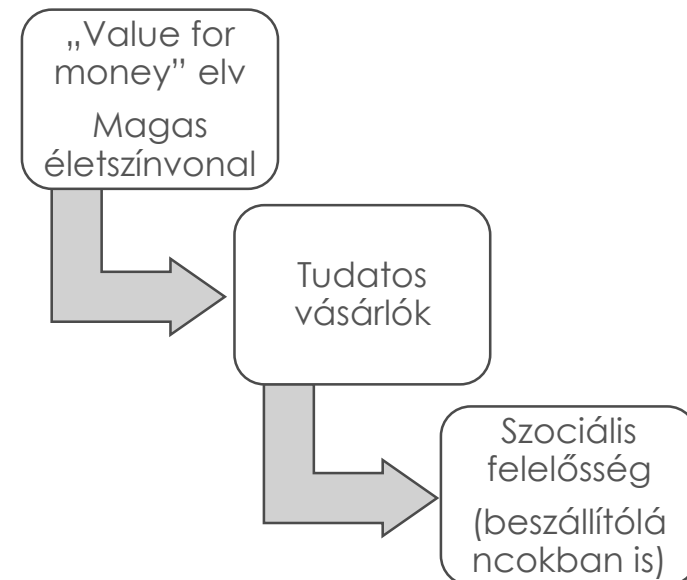 „Value for
money” elv
Magas
életszínvonal
Tudatos
vásárlók
Szociális
felelősség
(beszállítólá
ncokban is)